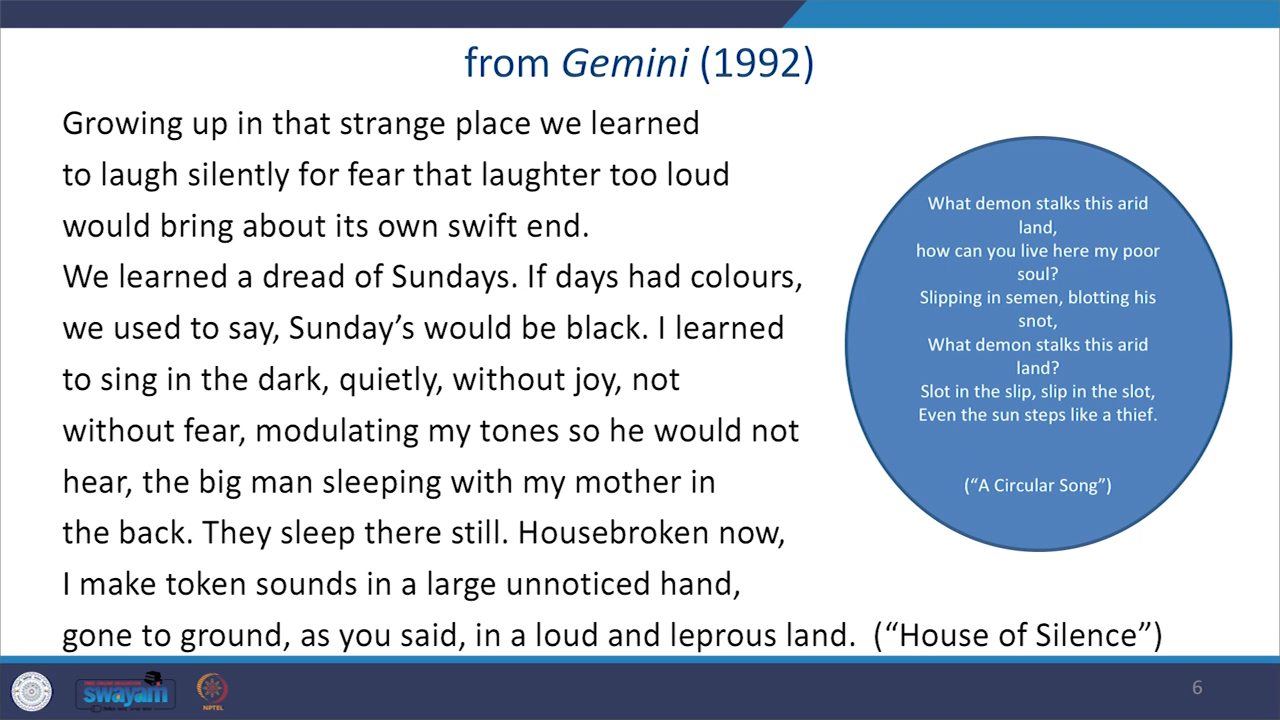 from Gemini (1992)
Growing up in that strange place we learned
to laugh silently for fear that laughter too loud
would bring about its own swift end.
We learned a dread of Sundays. If days had colours,
we used to say, Sunday’s would be black. I learned
to sing in the dark, quietly, without joy, not
without fear, modulating my tones so he would not
hear, the big man sleeping with my mother in
the back. They sleep there still. Housebroken now,
I make token sounds in a large unnoticed hand,
gone to ground, as you said, in a loud and leprous land. (“House of Silence”)
What demon stalks this arid
land,
how can you live here my poor
soul?
Slipping in semen, blotting his
snot,
What demon stalks this arid
land?
Slot in the slip, slip in the slot,
Even the sun steps like a thief.
(“A Circular Song”)
swayam
NPTEL
6